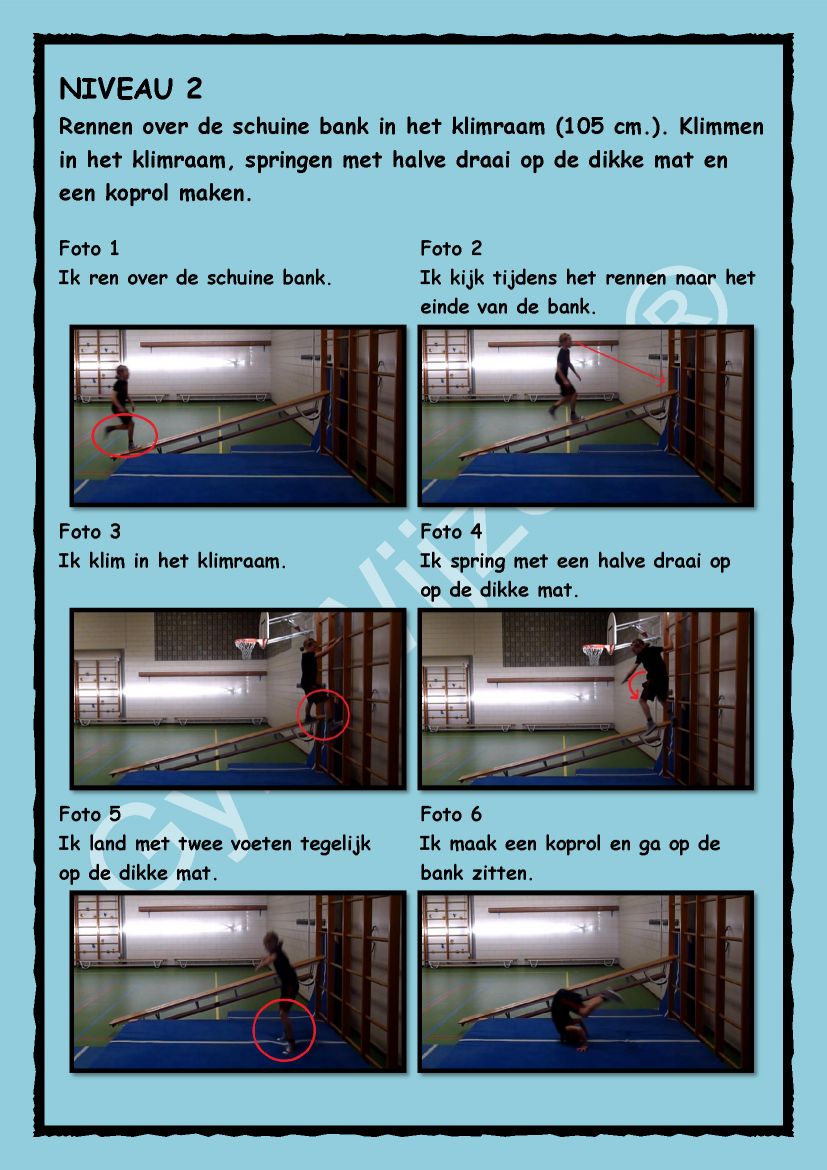 NIVEAU 2
Rennen over de schuine bank in het klimraam (105 cm.). Klimmen
in het klimraam, springen met halve draai op de dikke mat en
een koprol maken.
Foto 1
Ik ren over de schuine bank.
Foto 2
Ik kijk tijdens het rennen naar het
einde van de bank.
Foto 3
Ik klim in het klimraam.
Foto 4
Ik spring met een halve draai op
op de dikke mat.
Foto 5
Ik land met twee voeten tegelijk
op de dikke mat.
Foto 6
Ik maak een koprol en ga op de
bank zitten.
®